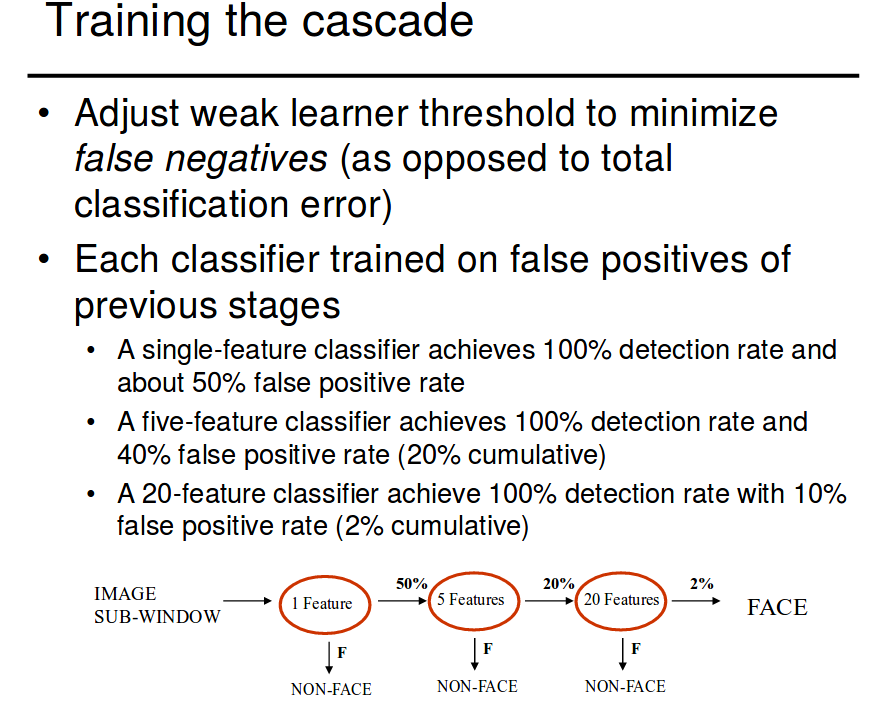 Training the cascade
• Adjust weak learner threshold to minimize
false negatives (as opposed to total
classification error)
• Each classifier trained on false positives of
previous stages
• A single-feature classifier achieves 100% detection rate and
about 50% false positive rate
• A five-feature classifier achieves 100% detection rate and
40% false positive rate (20% cumulative)
• A 20-feature classifier achieve 100% detection rate with 10%
false positive rate (2% cumulative)
50% 20% 2%
IMAGE
SUB-WINDOW
1 Feature 5 Features 20 Features FACE
F F F
NON-FACE NON-FACE NON-FACE